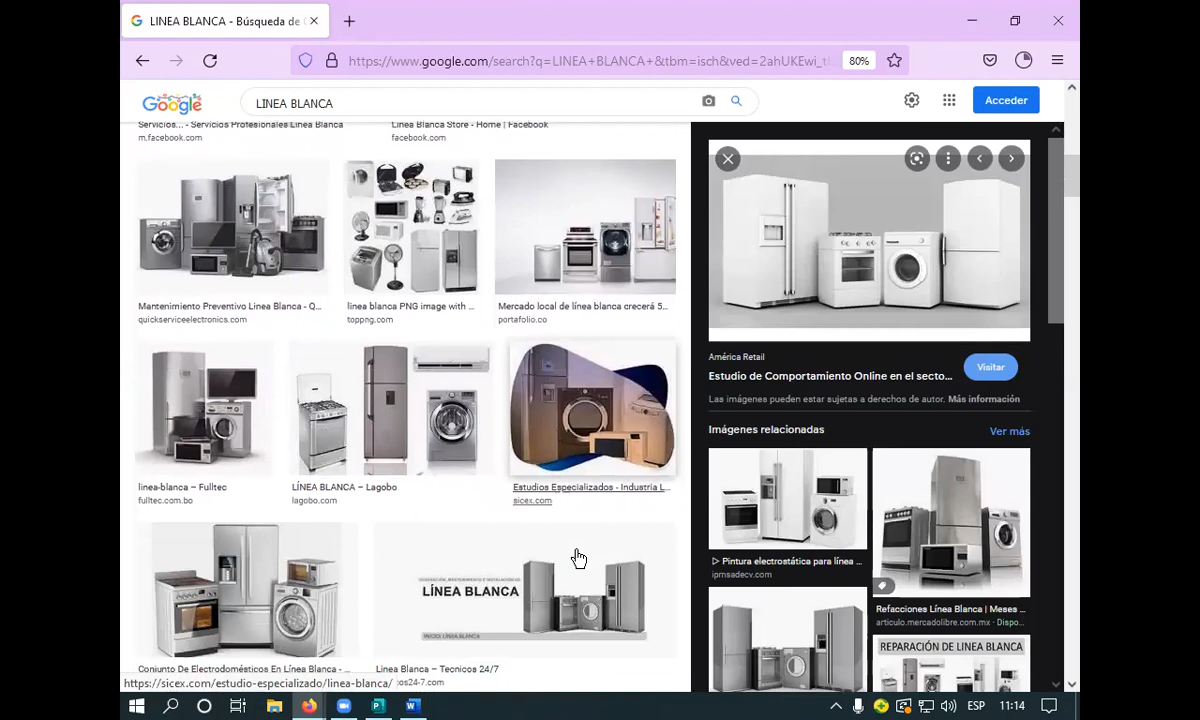 LINEA BLANCA - Búsqueda de
https://www.google.com/search?q=LINEA+BLANCA+&tbm=isch&ved=2ahUKEwi_
80%
Google
LINEA BLANCA
Acceder
Servicios... - Servicios Profesionales Linea Blanca
m.facebook.com
Linea Blanca Store - Home | Facebook
facebook.com
Mantenimiento Preventivo Linea Blanca - Q...
quickserviceelectronics.com
linea blanca PNG image with ...
toppng.com
Mercado local de línea blanca crecerá 5...
portafolio.co
linea-blanca – Fulltec
fulltec.com.bo
LÍNEA BLANCA – Lagobo
lagobo.com
Estudios Especializados - Industria L...
sicex.com
LÍNEA BLANCA
Conjunto De Electrodomésticos En Línea Blanca - ...
Linea Blanca – Tecnicos 24/7
cos24-7.com
https://sicex.com/estudio-especializado/linea-blanca/
América Retail
Estudio de Comportamiento Online en el secto...
Visitar
Las imágenes pueden estar sujetas a derechos de autor. Más información
Imágenes relacionadas
Ver más
▷ Pintura electrostática para línea ...
ipmsadecv.com
Refacciones Línea Blanca | Meses ...
articulo.mercadolibre.com.mx · Dispo...
REPARACIÓN DE LINEA BLANCA
ESP
11:14